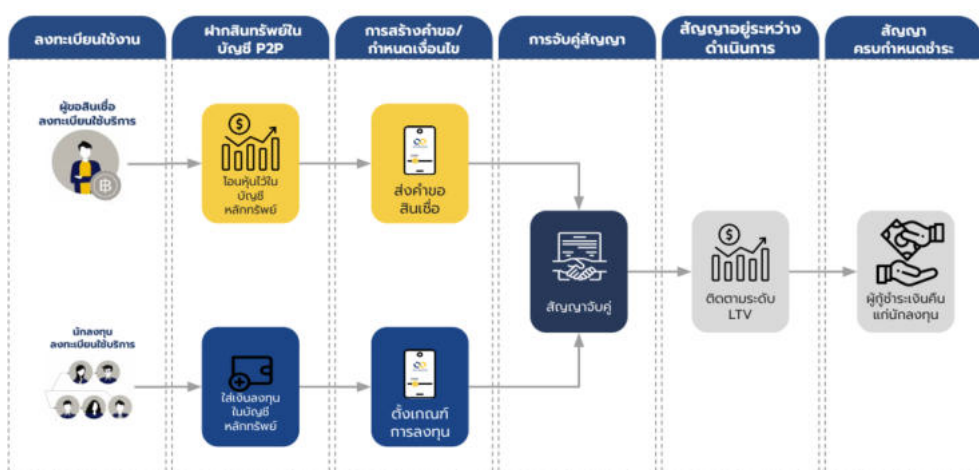 ลงทะเบียนใช้งาน
ฝากสินทรัพย์ใน
บัญชี P2P
การสร้างคำขอ/
กำหนดเงื่อนไข
การจับคู่สัญญา
สัญญาอยู่ระหว่าง
ดำเนินการ
สัญญา
ครบกำหนดชำระ
ผู้ขอสินเชื่อ
ลงทะเบียนใช้บริการ
โอนหุ้นไว้ใน
บัญชี
หลักทรัพย์
ส่งคำขอ
สินเชื่อ
สัญญาจับคู่
ติดตามระดับ
LTV
ผู้กู้ชำระเงินคืน
แก่นักลงทุน
นักลงทุน
ลงทะเบียนใช้บริการ
ใส่เงินลงทุน
ในบัญชี
หลักทรัพย์
ตั้งเกณฑ์
การลงทุน